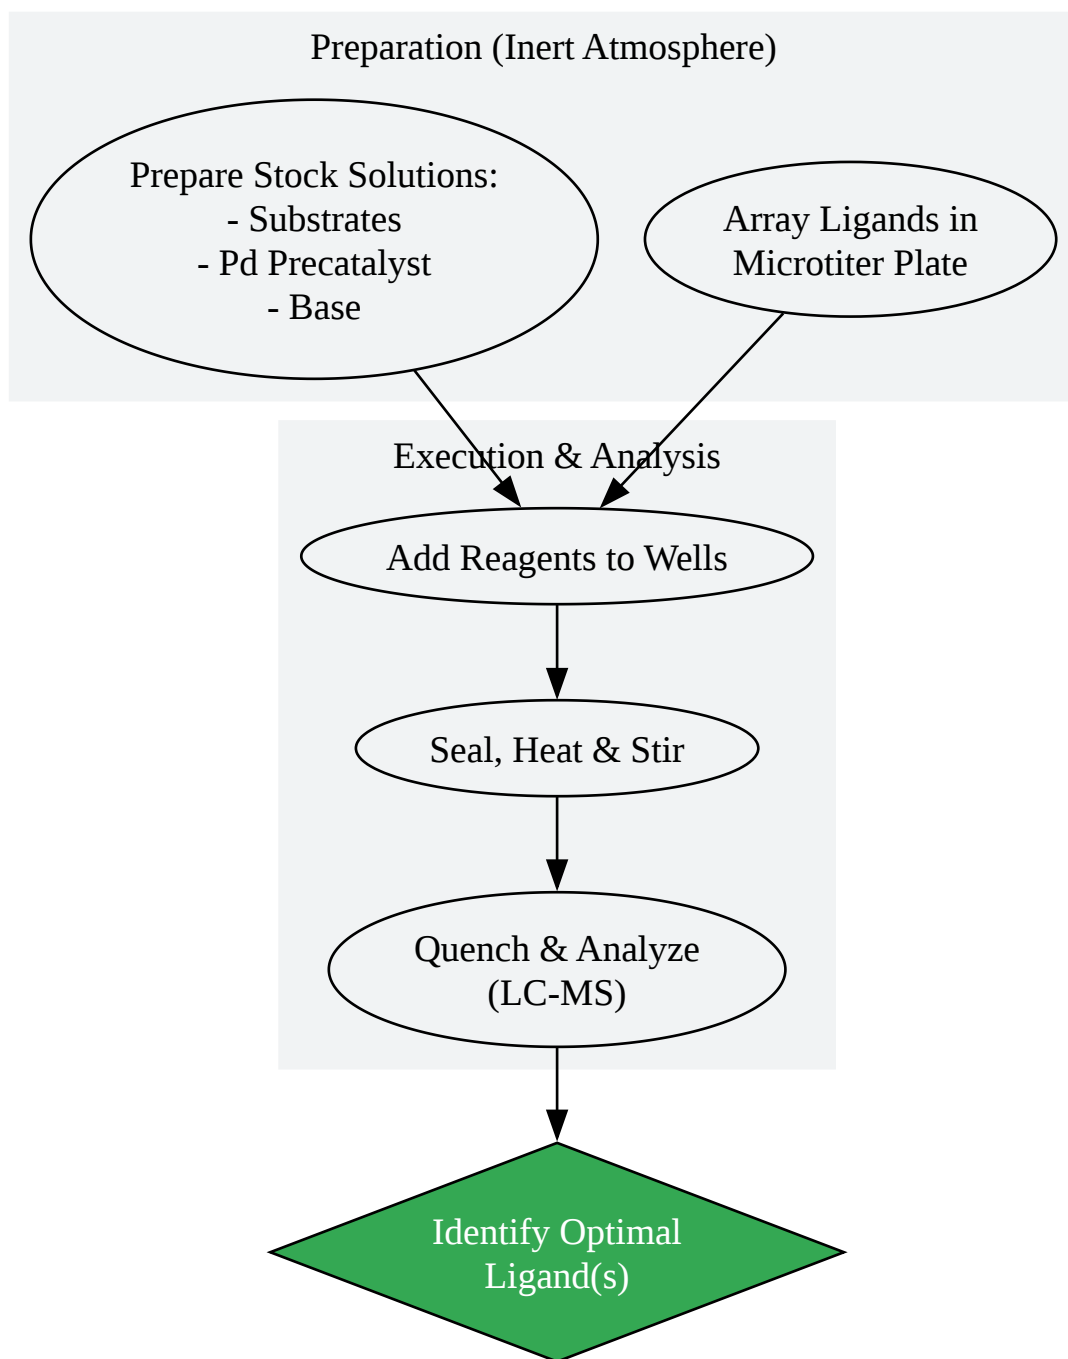 Preparation (Inert Atmosphere)
Prepare Stock Solutions:
- Substrates
- Pd Precatalyst
- Base
Array Ligands in
Microtiter Plate
Execution & Analysis
Add Reagents to Wells
Seal, Heat & Stir
Quench & Analyze
(LC-MS)
Identify Optimal
Ligand(s)